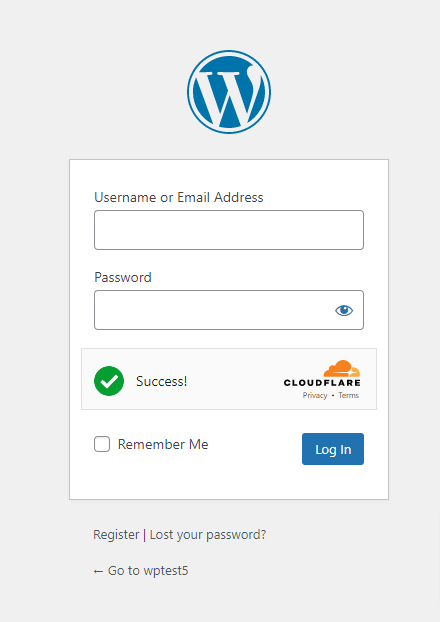 Username or Email Address
Password
Success!
CLOUDFLARE
Privacy • Terms
Remember Me
Log In
Register | Lost your password?
← Go to wptest5